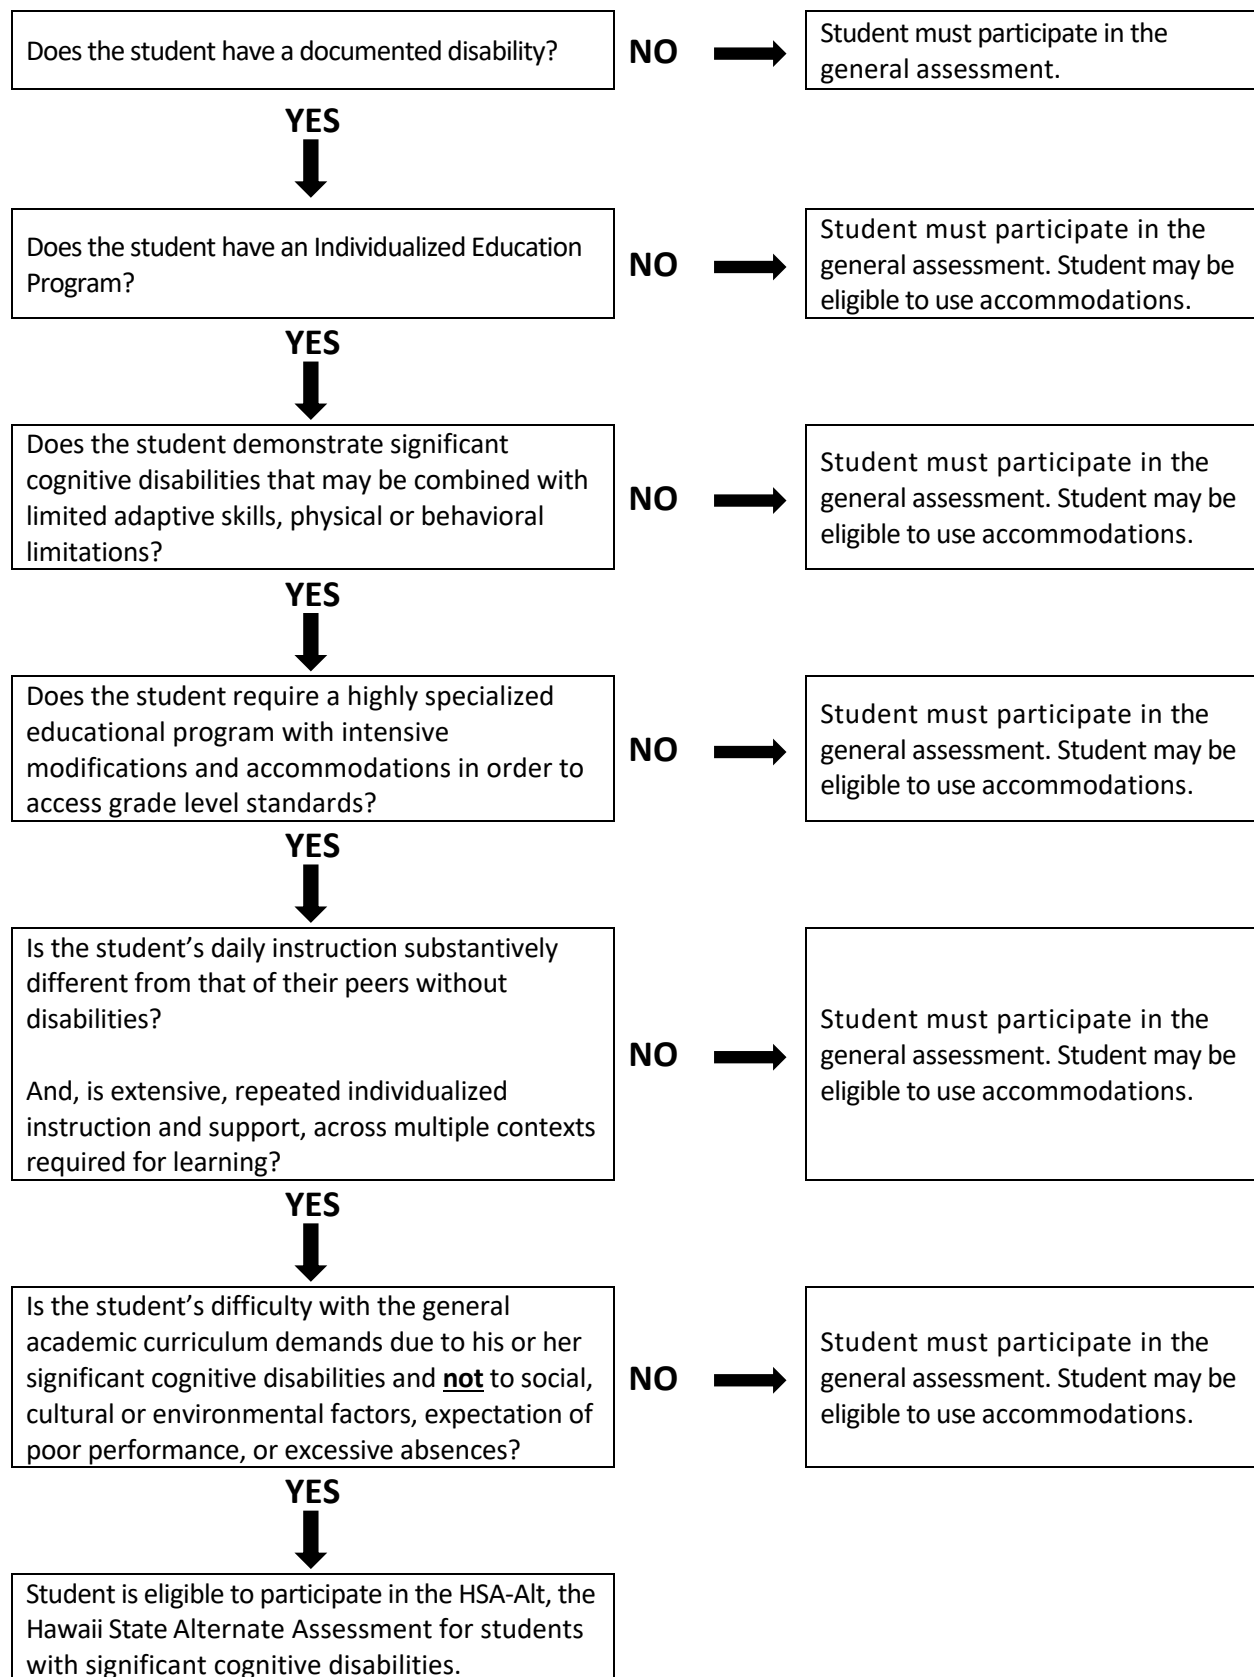 Does the student have a documented disability?
NO
Student must participate in the
general assessment.
YES
Does the student have an Individualized Education
Program?
NO
Student must participate in the
general assessment. Student may be
eligible to use accommodations.
YES
Does the student demonstrate significant
cognitive disabilities that may be combined with
limited adaptive skills, physical or behavioral
limitations?
NO
Student must participate in the
general assessment. Student may be
eligible to use accommodations.
YES
Does the student require a highly specialized
educational program with intensive
modifications and accommodations in order to
access grade level standards?
NO
Student must participate in the
general assessment. Student may be
eligible to use accommodations.
YES
Is the student’s daily instruction substantively
different from that of their peers without
disabilities?
And, is extensive, repeated individualized
instruction and support, across multiple contexts
required for learning?
NO
Student must participate in the
general assessment. Student may be
eligible to use accommodations.
YES
Is the student’s difficulty with the general
academic curriculum demands due to his or her
significant cognitive disabilities and not to social,
cultural or environmental factors, expectation of
poor performance, or excessive absences?
NO
Student must participate in the
general assessment. Student may be
eligible to use accommodations.
YES
Student is eligible to participate in the HSA-Alt, the
Hawaii State Alternate Assessment for students
with significant cognitive disabilities.